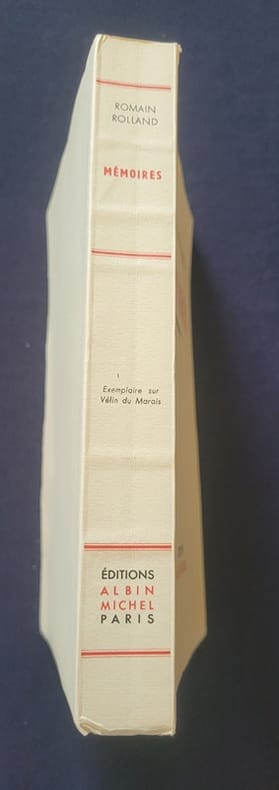 ROMAIN
ROLLAND
MÉMOIRES
Exemplaire sur
Vélin du Marais
ÉDITIONS
ALBIN
MICHEL
PARIS